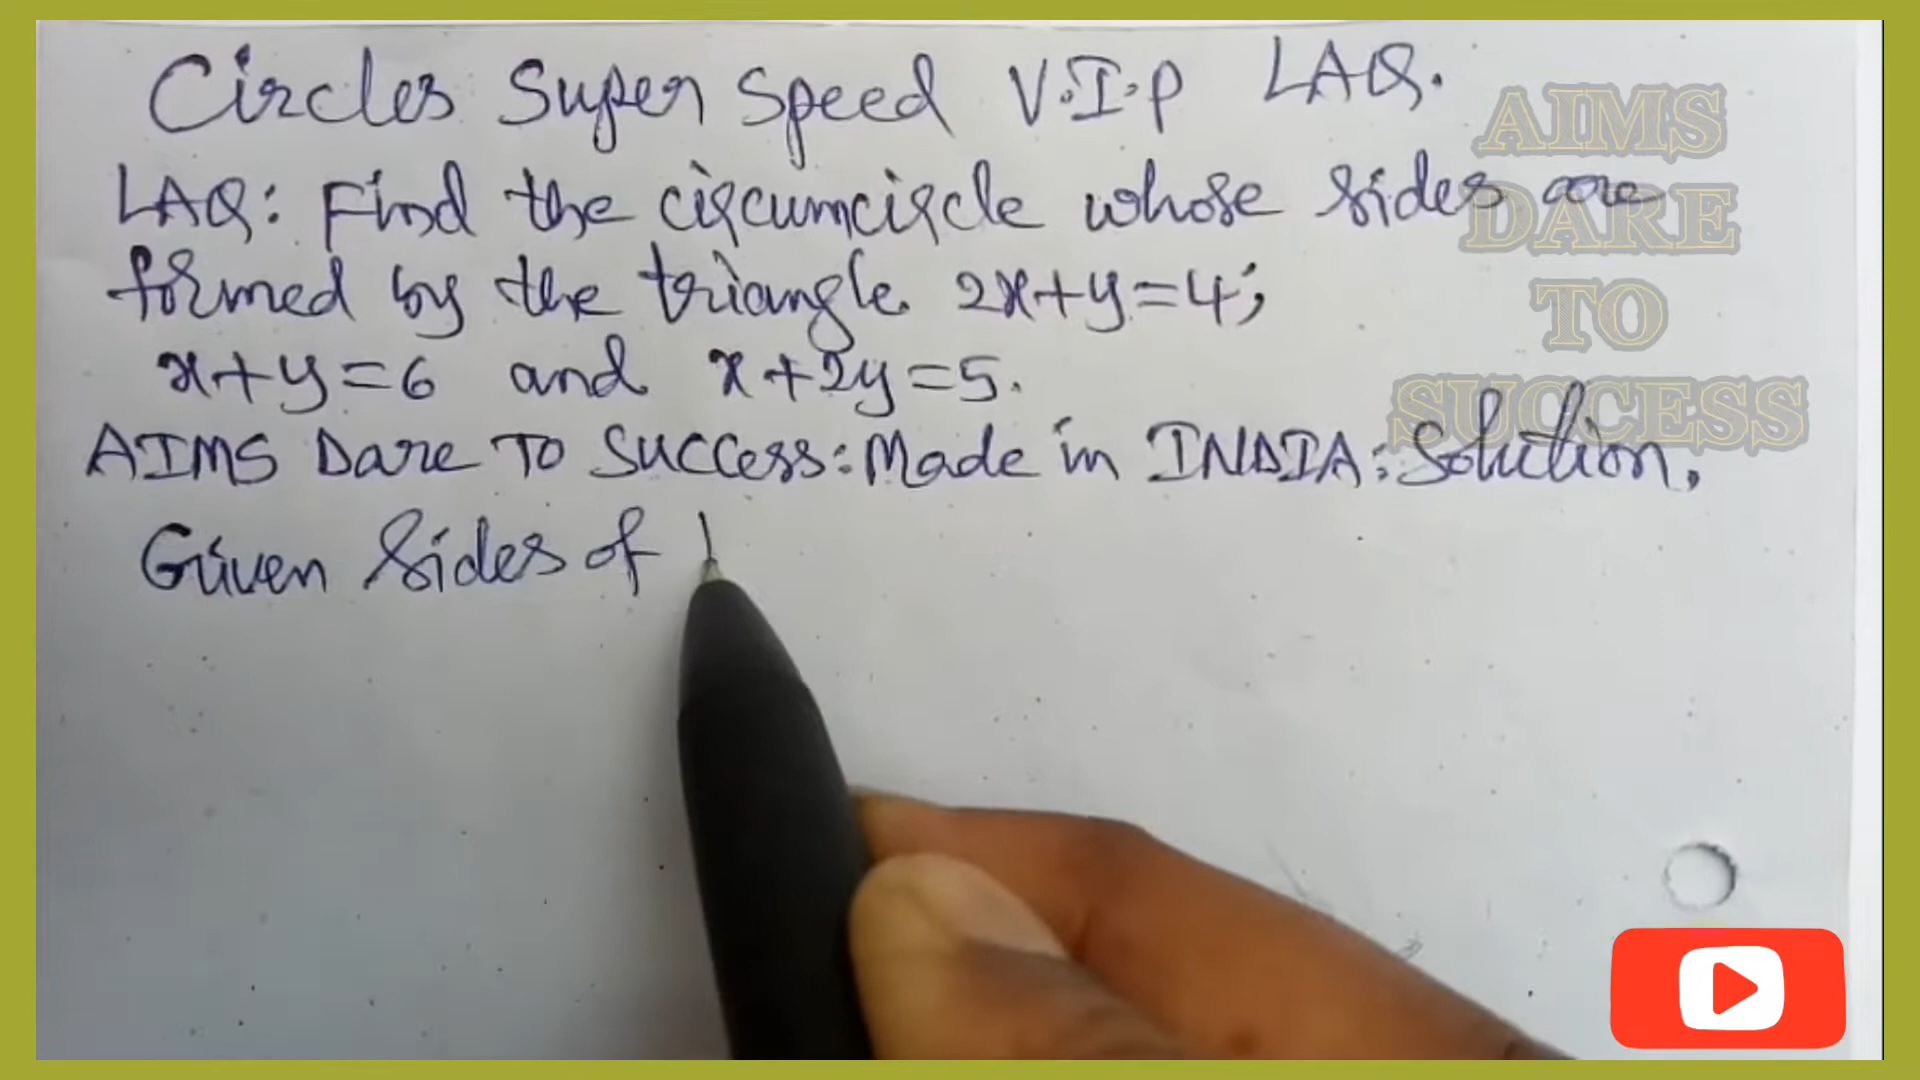 Circles Super Speed V.I.P LAQ.
LAQ: Find the circumcircle whose sides are
formed by the triangle 2x+y=4;
x+y=6 and x+2y=5.
AIMS Dare To Success: Made in INDIA: Solution.
Given Sides of
AIMS
DARE
TO
SUCCESS